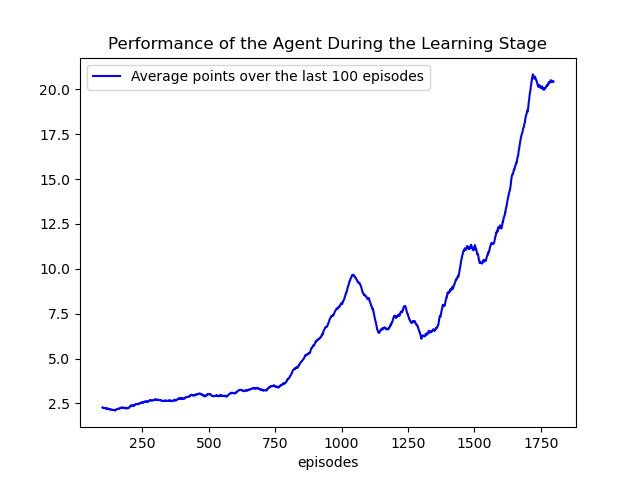 Performance of the Agent During the Learning Stage
Average points over the last 100 episodes
20.0
17.5
15.0
12.5
10.0
7.5
5.0
2.5
250 500 750 1000 1250 1500 1750
episodes